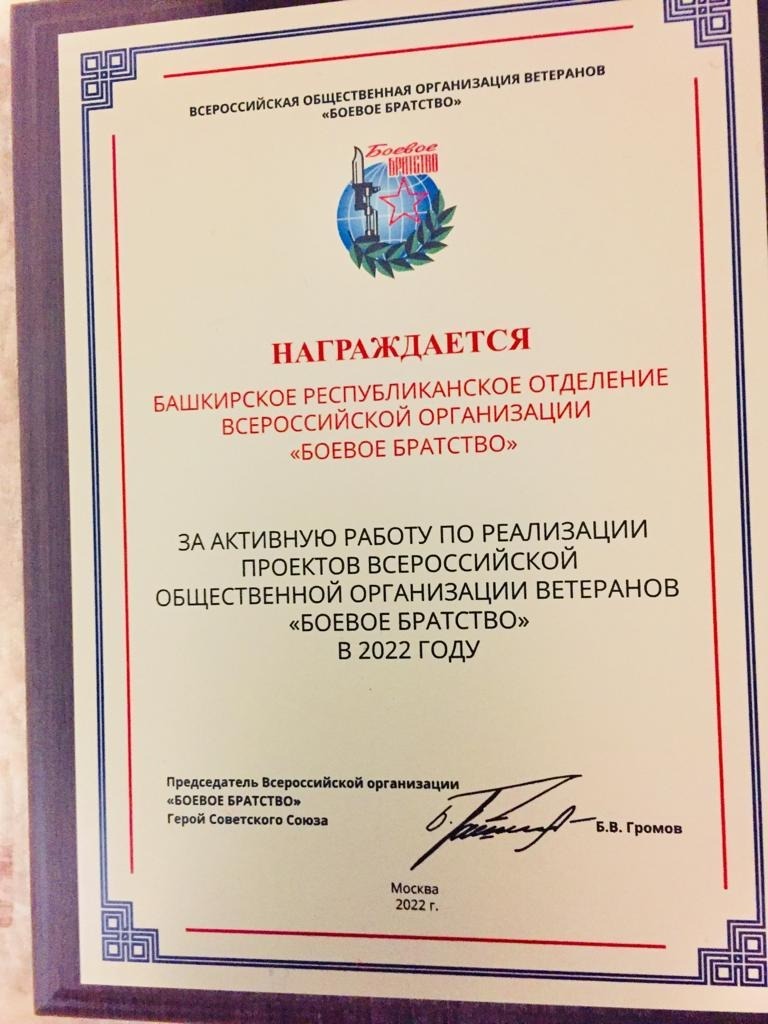 ВСЕРОССИЙСКАЯ ОБЩЕСТВЕННАЯ ОРГАНИЗАЦИЯ ВЕТЕРАНОВ
«БОЕВОЕ БРАТСТВО»
Боевое
БРАТСТВО
НАГРАЖДАЕТСЯ
БАШКИРСКОЕ РЕСПУБЛИКАНСКОЕ ОТДЕЛЕНИЕ
ВСЕРОССИЙСКОЙ ОРГАНИЗАЦИИ
«БОЕВОЕ БРАТСТВО»
ЗА АКТИВНУЮ РАБОТУ ПО РЕАЛИЗАЦИИ
ПРОЕКТОВ ВСЕРОССИЙСКОЙ
ОБЩЕСТВЕННОЙ ОРГАНИЗАЦИИ ВЕТЕРАНОВ
«БОЕВОЕ БРАТСТВО»
В 2022 ГОДУ
Председатель Всероссийской организации
«БОЕВОЕ БРАТСТВО»
Герой Советского Союза
Б.В. Громов
Москва
2022 г.